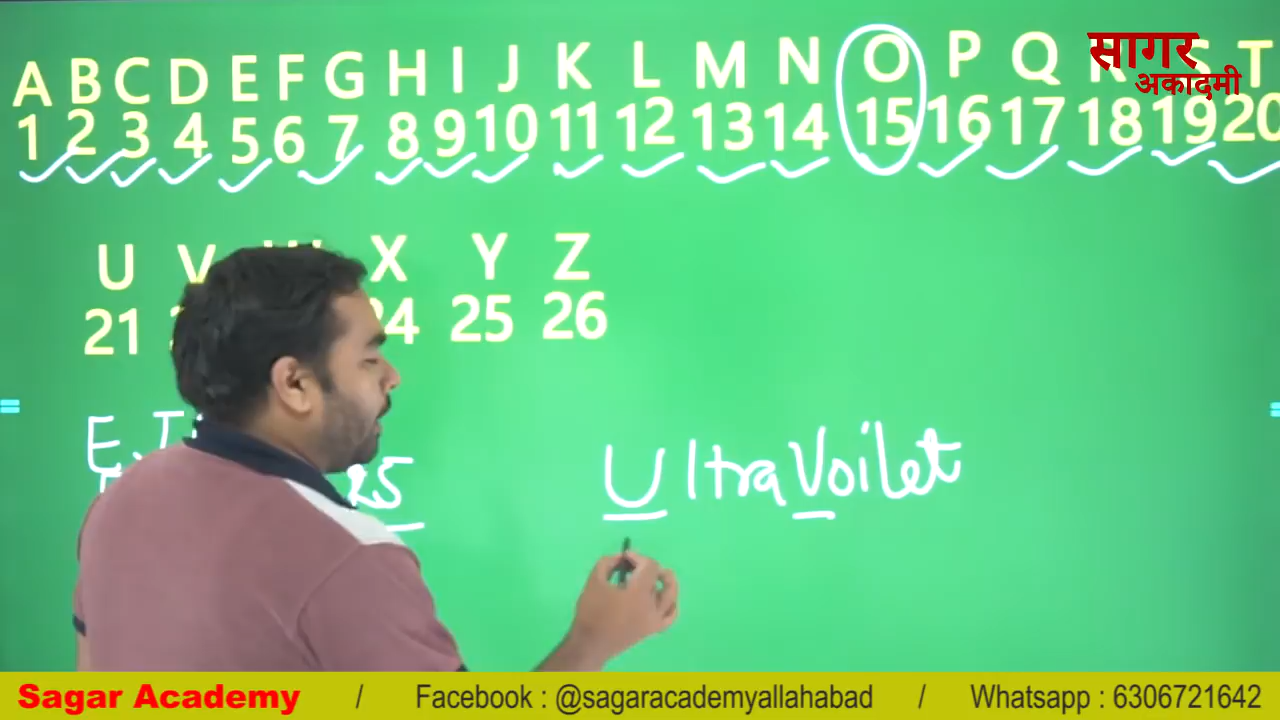 A B C D E F G H I J K L M N O P Q R S T
1 2 3 4 5 6 7 8 9 10 11 12 13 14 15 16 17 18 19 20
सागर
अकादमी
U V X Y Z
21 24 25 26
UltraVoilet
25
Sagar Academy / Facebook : @sagaracademyallahabad / Whatsapp : 6306721642